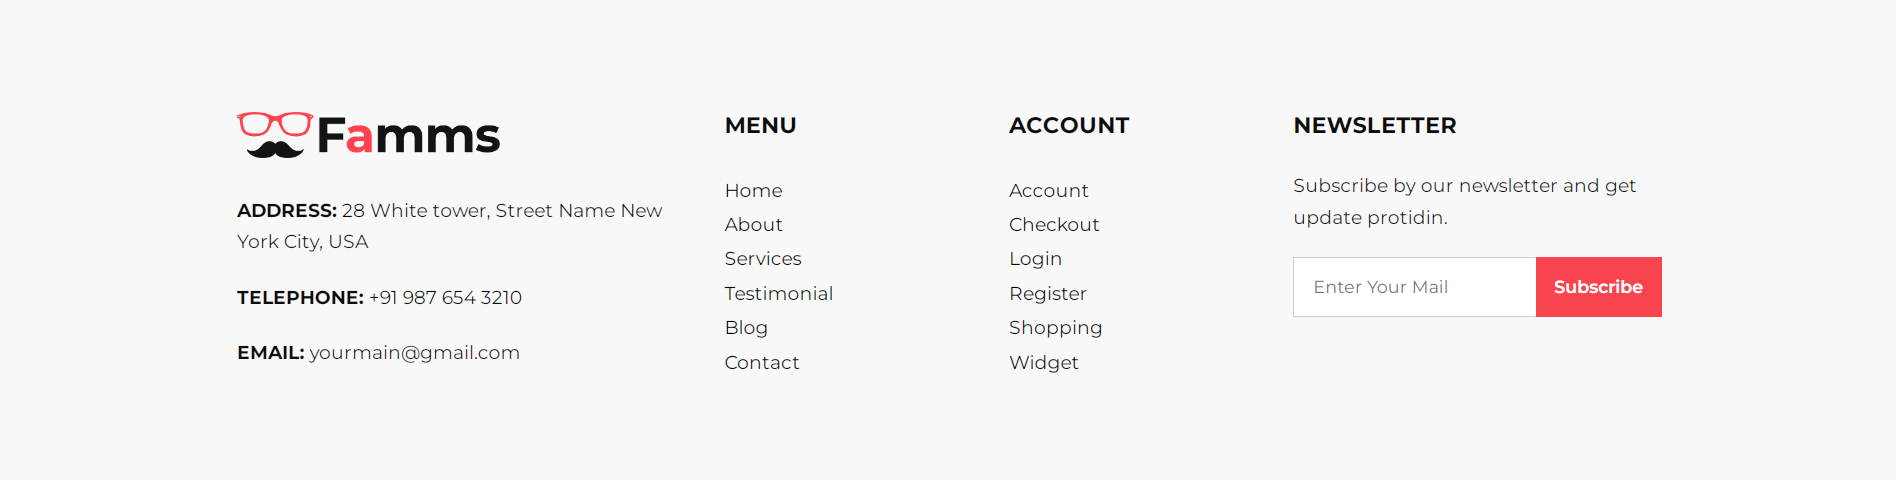 Famms
ADDRESS: 28 White tower, Street Name New
York City, USA
TELEPHONE: +91 987 654 3210
EMAIL: yourmain@gmail.com
MENU
Home
About
Services
Testimonial
Blog
Contact
ACCOUNT
Account
Checkout
Login
Register
Shopping
Widget
NEWSLETTER
Subscribe by our newsletter and get
update protidin.
Enter Your Mail
Subscribe